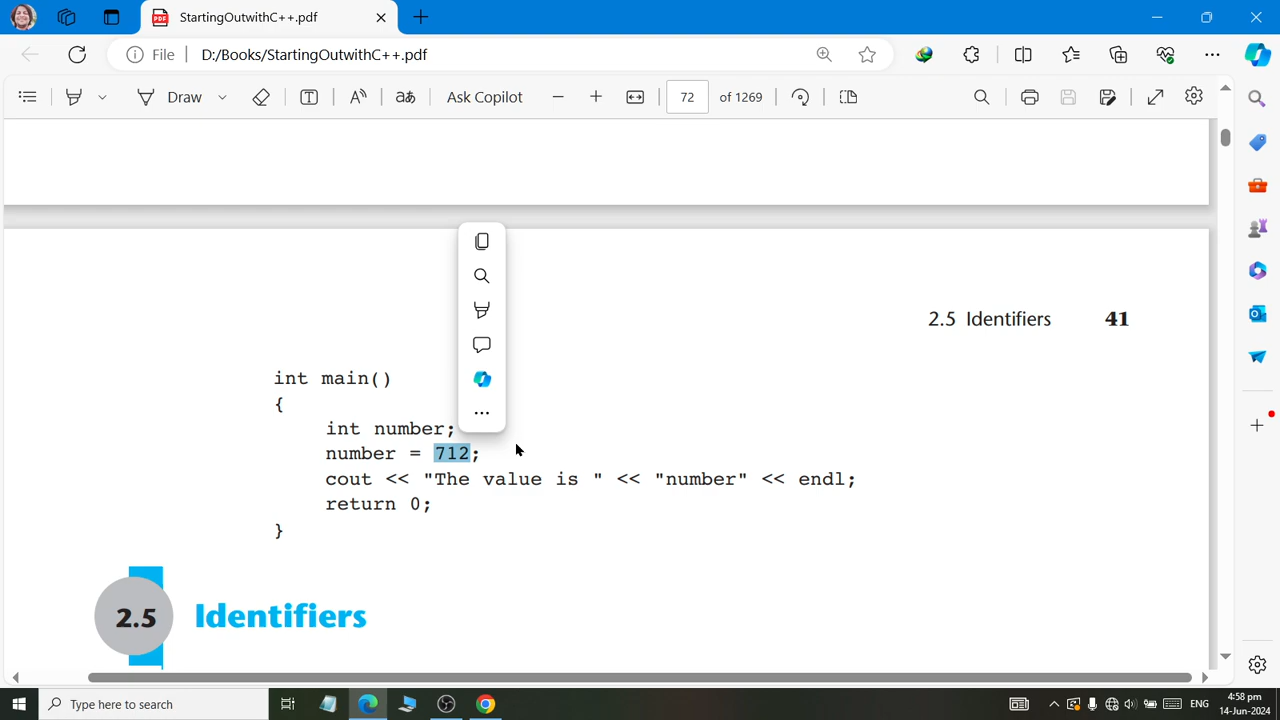 StartingOutwithC++.pdf
File
D:/Books/StartingOutwithC++.pdf
Draw
aあ
Ask Copilot
72
of 1269
2.5 Identifiers 41
int main()
{
int number;
number = 712;
cout << "The value is " << "number" << endl;
return 0;
}
2.5 Identifiers
Type here to search
ENG
4:58 pm
14-Jun-2024